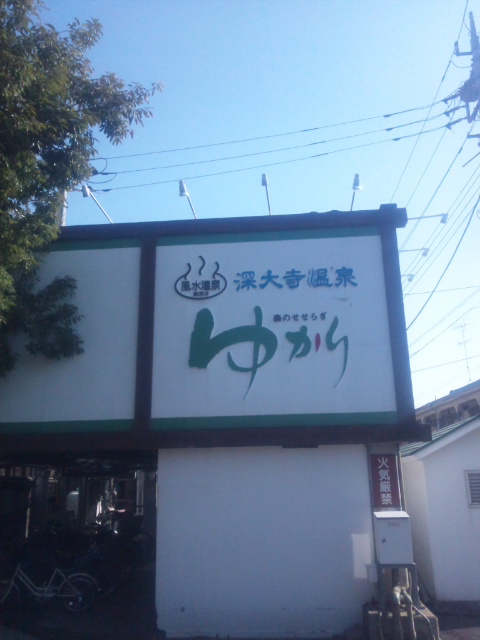 風水温泉
深大寺温泉
森のせせらぎ
ゆかり
火気厳禁